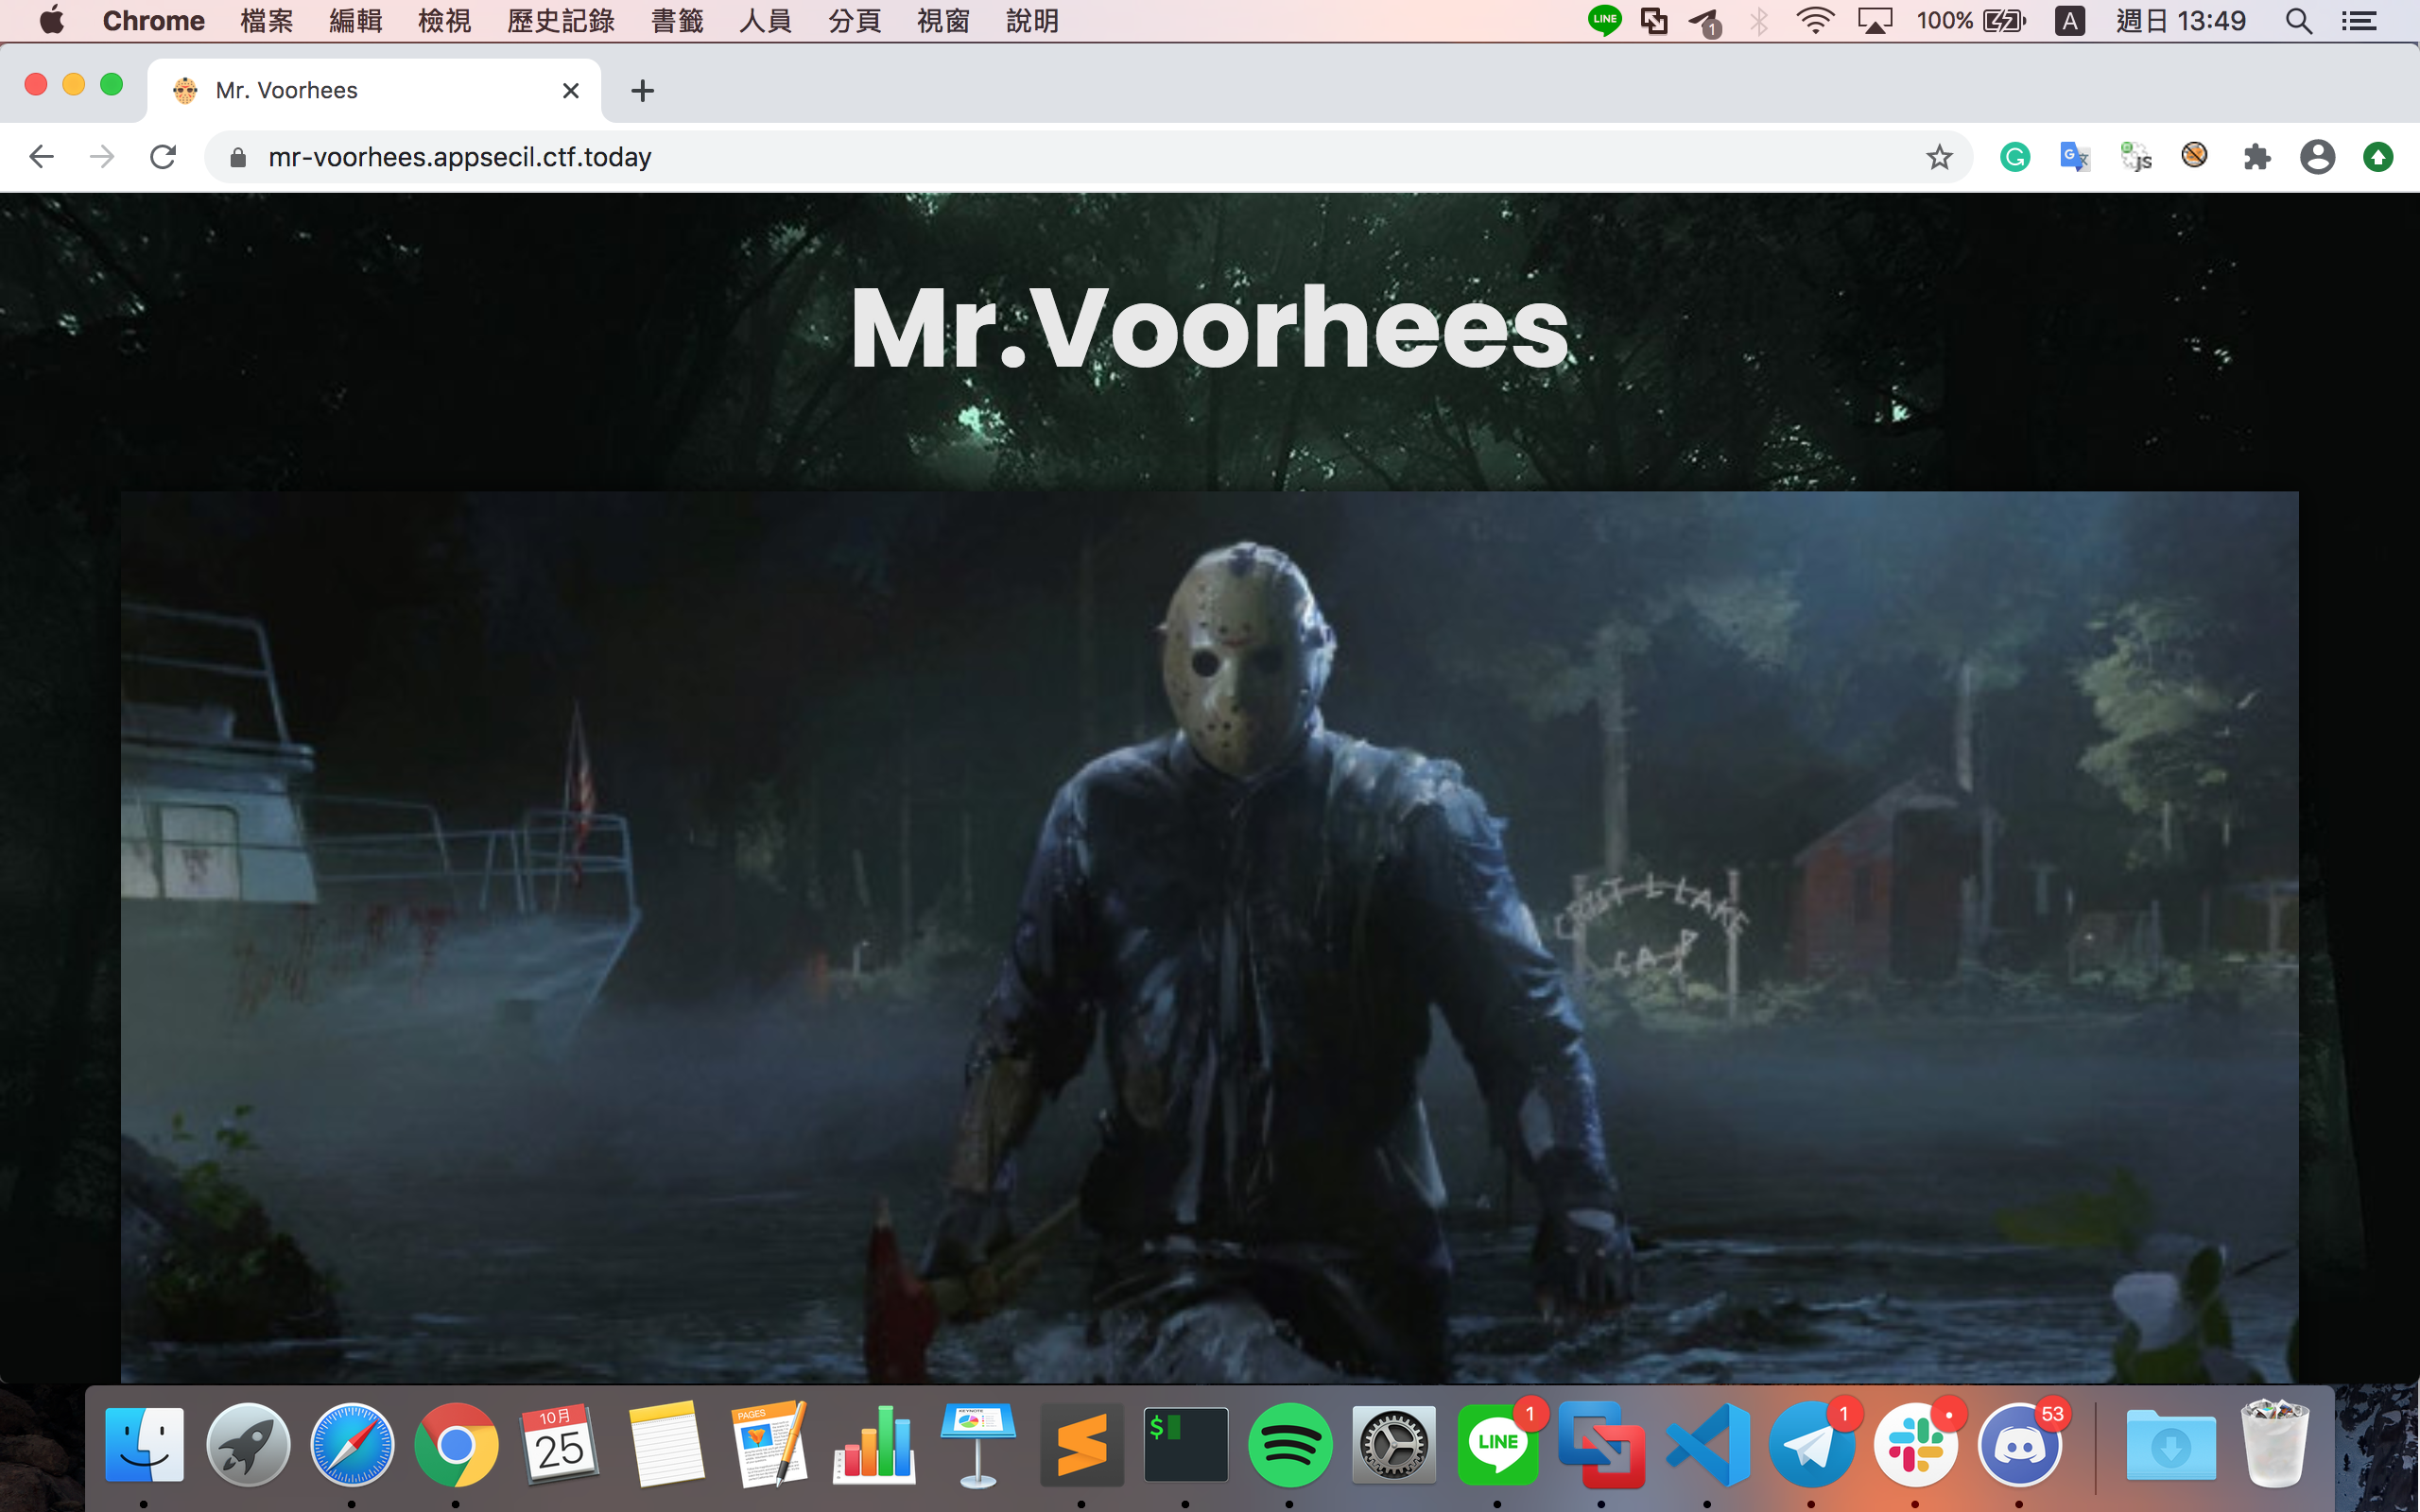 Chrome 檔案 編輯 檢視 歷史記錄 書籤 人員 分頁 視窗 說明 LINE 1 100% A 週日 13:49
Mr. Voorhees
mr-voorhees.appsecil.ctf.today
Mr.Voorhees
LAKE
10月
25
PAGES
KEYNOTE
$
LINE
1
1
53